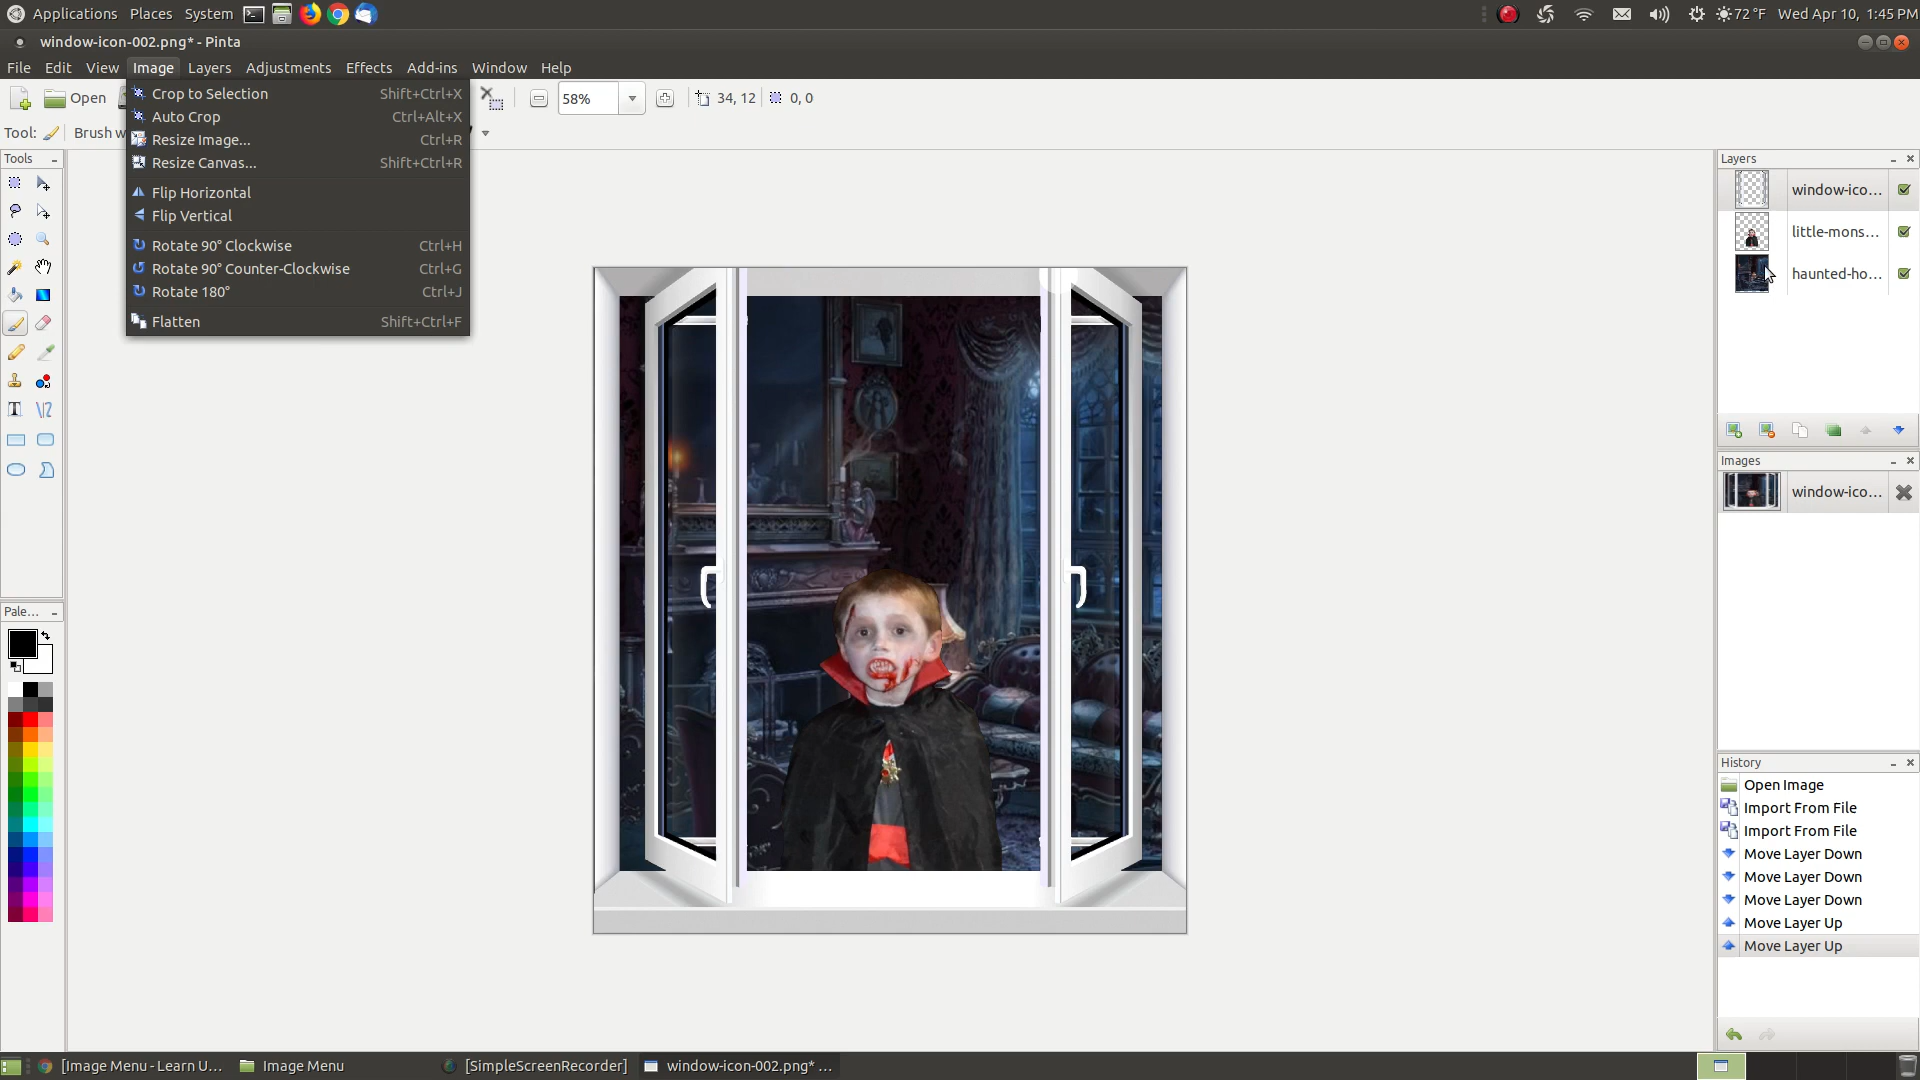 Applications Places System 72 °F Wed Apr 10, 1:45 PM
window-icon-002.png* - Pinta
File Edit View Image Layers Adjustments Effects Add-ins Window Help
Open 58% 34, 12 0, 0
Tool: Brush w
Crop to Selection Shift+Ctrl+X
Auto Crop Ctrl+Alt+X
Resize Image... Ctrl+R
Resize Canvas... Shift+Ctrl+R
Flip Horizontal
Flip Vertical
Rotate 90° Clockwise Ctrl+H
Rotate 90° Counter-Clockwise Ctrl+G
Rotate 180° Ctrl+J
Flatten Shift+Ctrl+F
Tools
Pale...
Layers
window-ico...
little-mons...
haunted-ho...
Images
window-ico...
History
Open Image
Import From File
Import From File
Move Layer Down
Move Layer Down
Move Layer Down
Move Layer Up
Move Layer Up
[Image Menu - Learn U... Image Menu [SimpleScreenRecorder] window-icon-002.png* ...